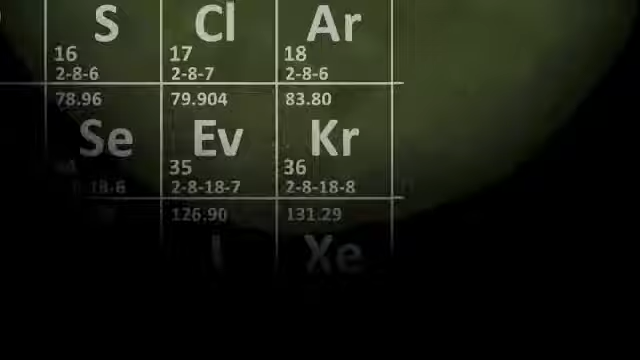 S Cl Ar
16 17 18
2-8-6 2-8-7 2-8-6
78.96 79.904 83.80
Se Ev Kr
35 36
2-8-18-7 2-8-18-8
126.90 131.29
I Xe